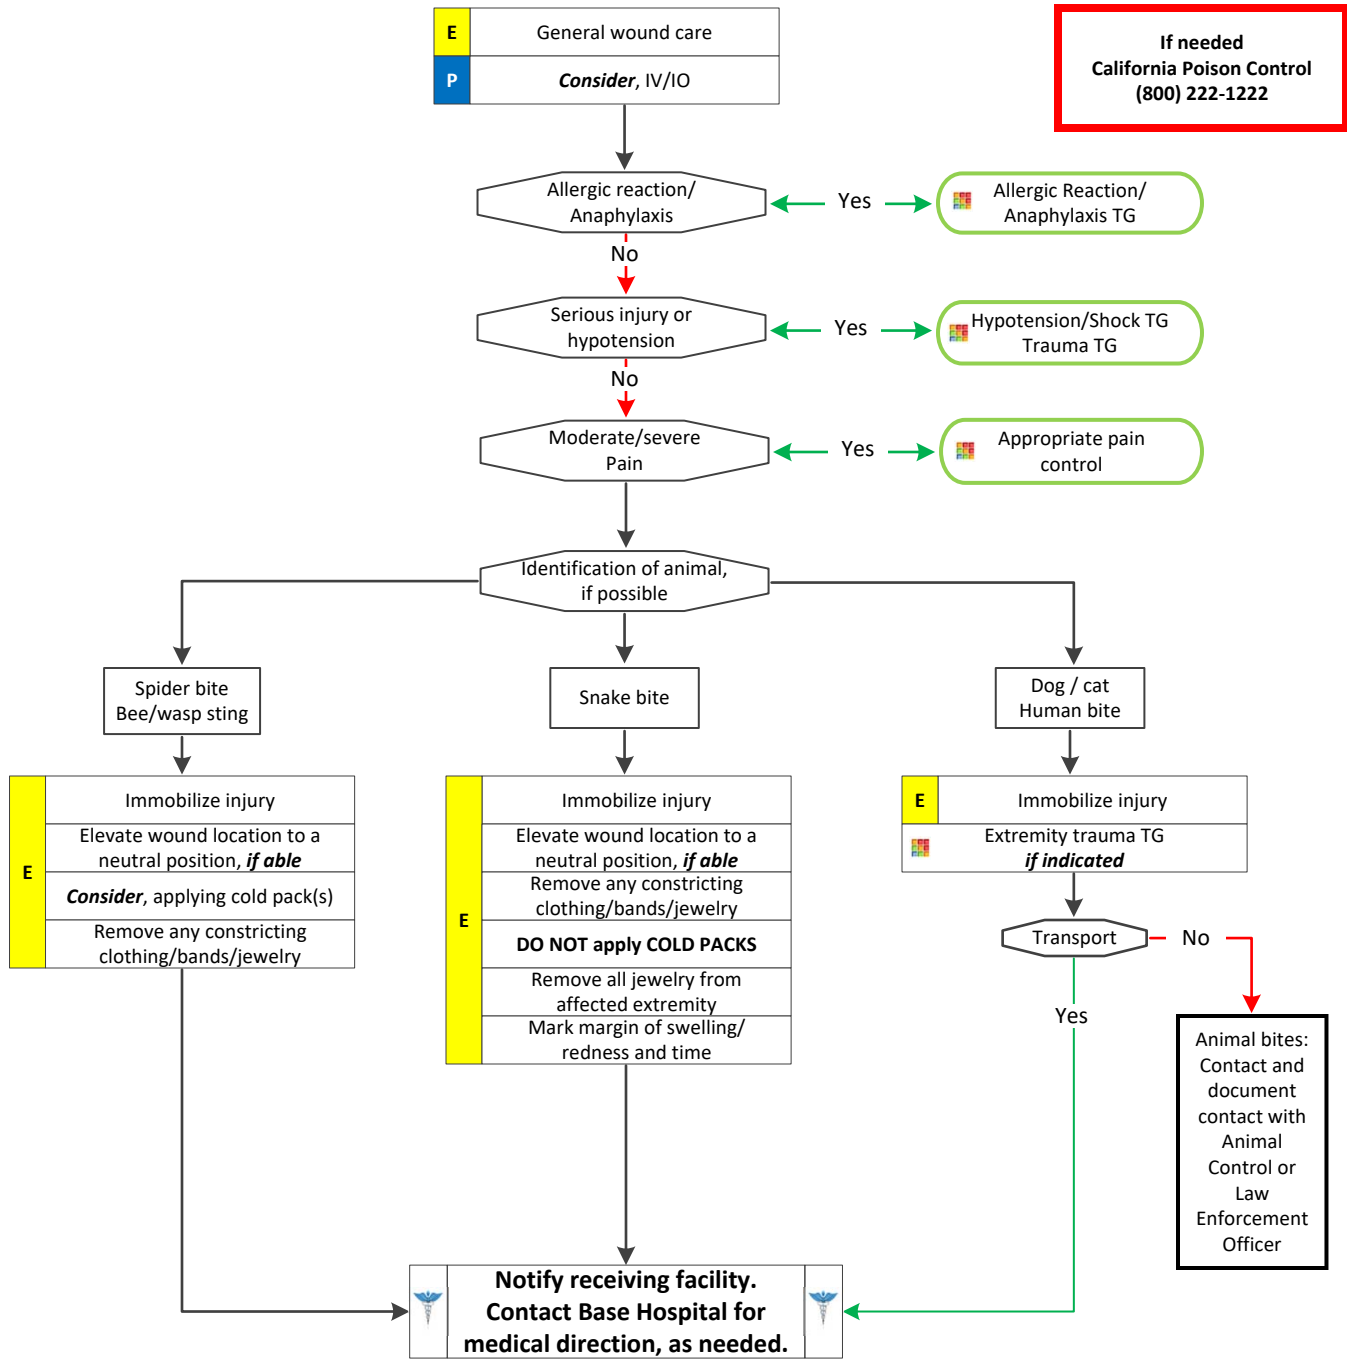 E
General wound care
P
Consider, IV/IO
If needed
California Poison Control
(800) 222-1222
Allergic reaction/
Anaphylaxis
Yes
Allergic Reaction/
Anaphylaxis TG
No
Serious injury or
hypotension
Yes
Hypotension/Shock TG
Trauma TG
No
Moderate/severe
Pain
Yes
Appropriate pain
control
Identification of animal,
if possible
Spider bite
Bee/wasp sting
E
Immobilize injury
Elevate wound location to a
neutral position, if able
Consider, applying cold pack(s)
Remove any constricting
clothing/bands/jewelry
Snake bite
E
Immobilize injury
Elevate wound location to a
neutral position, if able
Remove any constricting
clothing/bands/jewelry
DO NOT apply COLD PACKS
Remove all jewelry from
affected extremity
Mark margin of swelling/
redness and time
Dog / cat
Human bite
E
Immobilize injury
Extremity trauma TG
if indicated
Transport
No
Yes
Animal bites:
Contact and
document
contact with
Animal
Control or
Law
Enforcement
Officer
Notify receiving facility.
Contact Base Hospital for
medical direction, as needed.